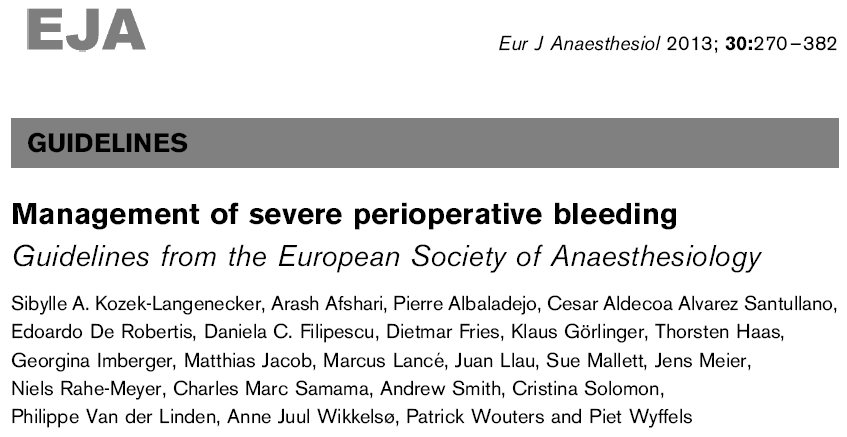 EJA
Eur J Anaesthesiol 2013; 30:270–382
GUIDELINES
Management of severe perioperative bleeding
Guidelines from the European Society of Anaesthesiology
Sibylle A. Kozek-Langenecker, Arash Afshari, Pierre Albaladejo, Cesar Aldecoa Alvarez Santullano,
Edoardo De Robertis, Daniela C. Filipescu, Dietmar Fries, Klaus Görlinger, Thorsten Haas,
Georgina Imberger, Matthias Jacob, Marcus Lancé, Juan Llau, Sue Mallett, Jens Meier,
Niels Rahe-Meyer, Charles Marc Samama, Andrew Smith, Cristina Solomon,
Philippe Van der Linden, Anne Juul Wikkelsø, Patrick Wouters and Piet Wyffels